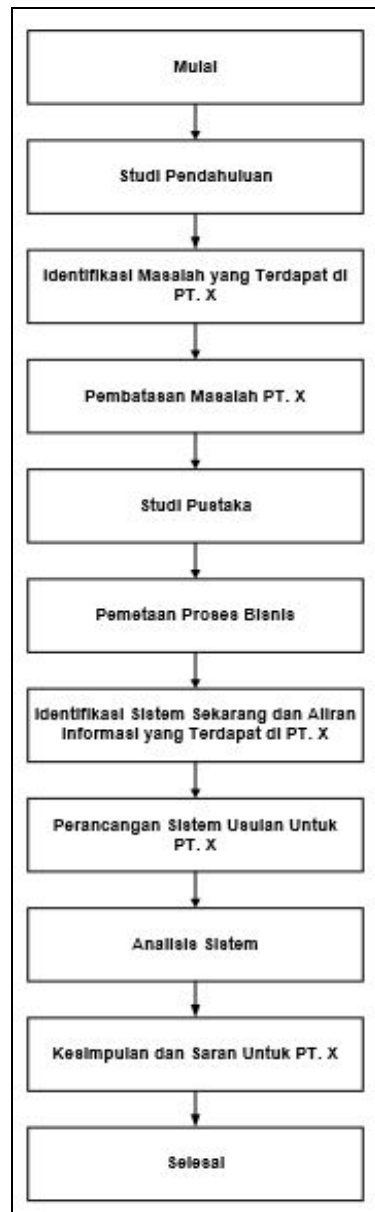 Mulai
Studi Pendahuluan
Identifikasi Masalah yang Terdapat di
PT. X
Pembatasan Masalah PT. X
Studi Pustaka
Pemetaan Proses Bisnis
Identifikasi Sistem Sekarang dan Aliran
Informasi yang Terdapat di PT. X
Perancangan Sistem Usulan Untuk
PT. X
Analisis Sistem
Kesimpulan dan Saran Untuk PT. X
Selesai